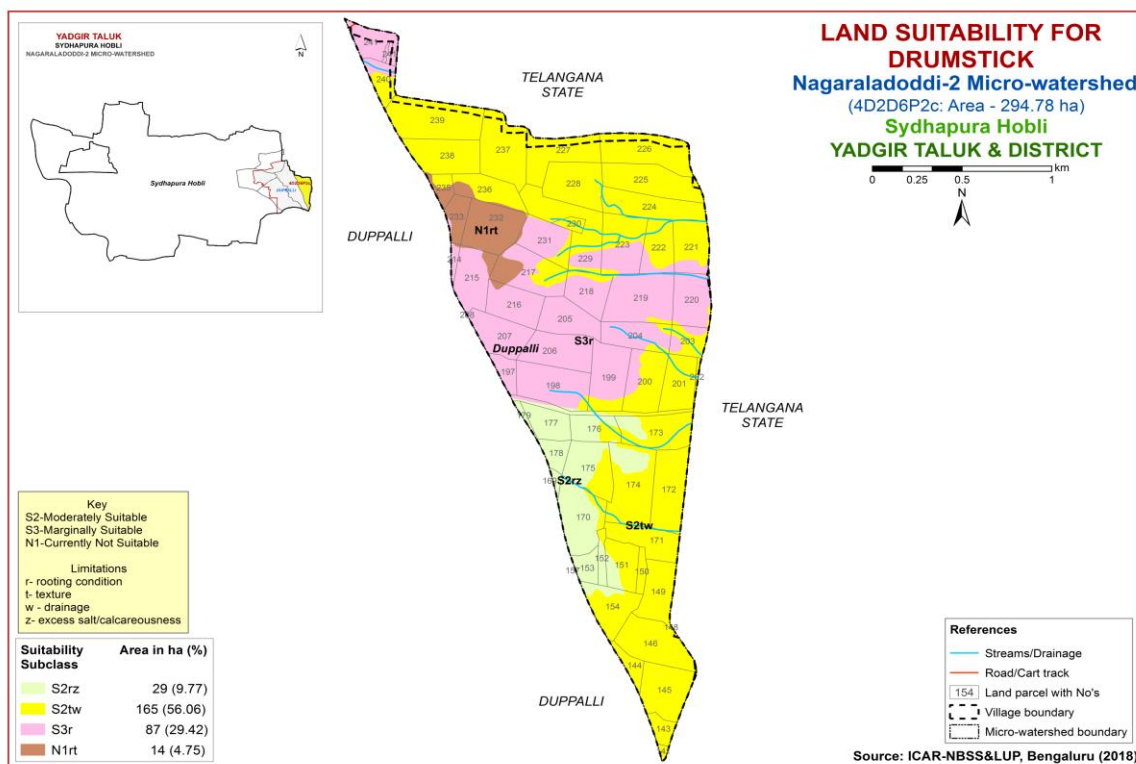 YADGIR TALUK
SYDHAPURA HOBLI
NAGARALADODDI-2 MICRO-WATERSHED
N
Sydhapura Hobli
DUPPALLI
LAND SUITABILITY FOR
DRUMSTICK
Nagaraladoddi-2 Micro-watershed
(4D2D6P2c: Area - 294.78 ha)
Sydhapura Hobli
YADGIR TALUK & DISTRICT
km
0 0.25 0.5 1
N
TELANGANA
STATE
240
239
238 237 227 226
228 225
236 224
233 232 230
N1rt
231 223 222 221
DUPPALLI
229
214 215 217
218 219 220
216
205 204 203
207
Duppalli 206 S3r
197 198 199 200 201
TELANGANA
STATE
179 177 176 173
178 175
S2rz 174 172
170 S2tw
171
152 151 150
153
149
154
148
146
144
145
143
DUPPALLI
Key
S2-Moderately Suitable
S3-Marginally Suitable
N1-Currently Not Suitable
Limitations
r- rooting condition
t- texture
w - drainage
z- excess salt/calcareousness
Suitability Subclass Area in ha (%)
S2rz 29 (9.77)
S2tw 165 (56.06)
S3r 87 (29.42)
N1rt 14 (4.75)
References
Streams/Drainage
Road/Cart track
154 Land parcel with No's
Village boundary
Micro-watershed boundary
Source: ICAR-NBSS&LUP, Bengaluru (2018)